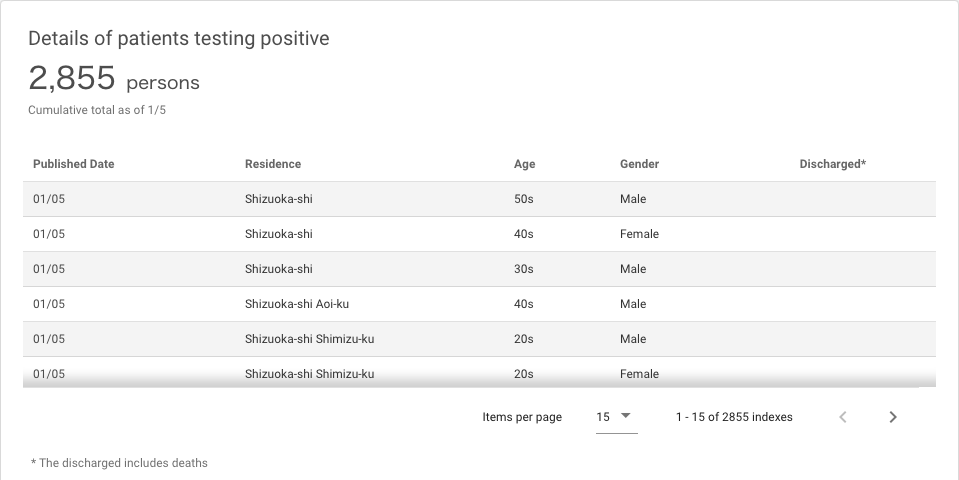 Details of patients testing positive
2,855 persons
Cumulative total as of 1/5
Published Date Residence Age Gender Discharged*
01/05 Shizuoka-shi 50s Male
01/05 Shizuoka-shi 40s Female
01/05 Shizuoka-shi 30s Male
01/05 Shizuoka-shi Aoi-ku 40s Male
01/05 Shizuoka-shi Shimizu-ku 20s Male
01/05 Shizuoka-shi Shimizu-ku 20s Female
Items per page 15 1 - 15 of 2855 indexes
* The discharged includes deaths